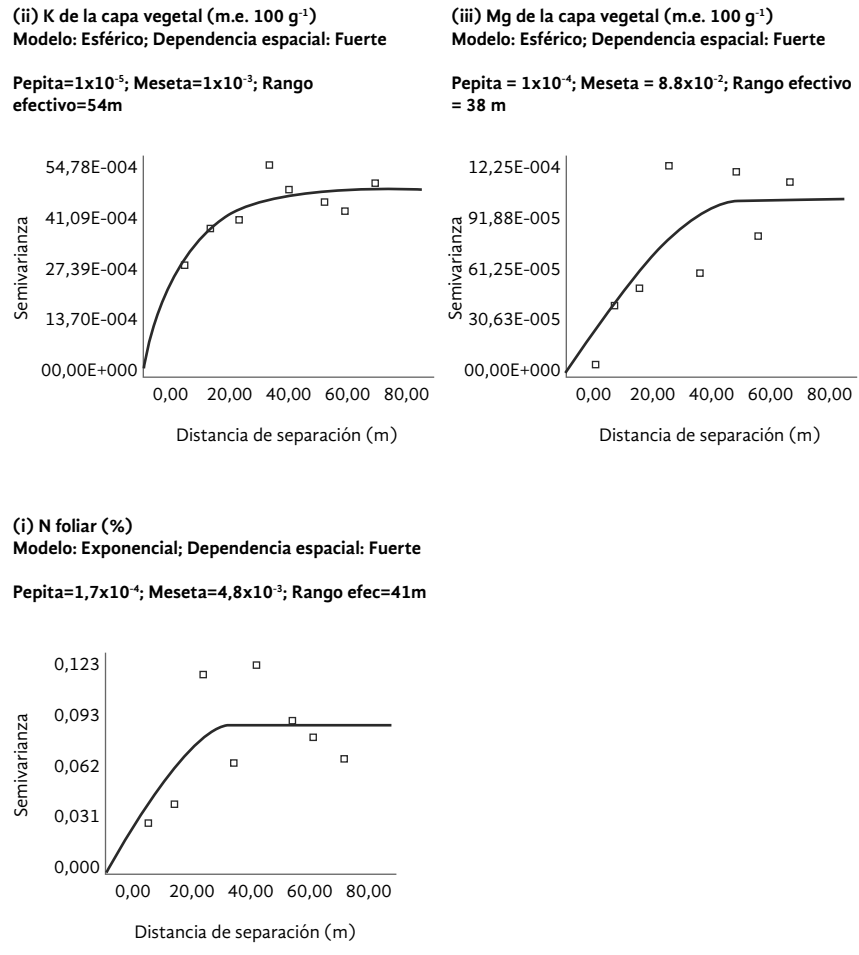 (ii) K de la capa vegetal (m.e. 100 g⁻¹)
Modelo: Esférico; Dependencia espacial: Fuerte
Pepita=1x10⁻⁵; Meseta=1x10⁻³; Rango
efectivo=54m
54,78E-004
41,09E-004
27,39E-004
13,70E-004
00,00E+000
Semivarianza
0,00 20,00 40,00 60,00 80,00
Distancia de separación (m)
(iii) Mg de la capa vegetal (m.e. 100 g⁻¹)
Modelo: Esférico; Dependencia espacial: Fuerte
Pepita = 1x10⁻⁴; Meseta = 8.8x10⁻²; Rango efectivo
= 38 m
12,25E-004
91,88E-005
61,25E-005
30,63E-005
00,00E+000
Semivarianza
0,00 20,00 40,00 60,00 80,00
Distancia de separación (m)
(i) N foliar (%)
Modelo: Exponencial; Dependencia espacial: Fuerte
Pepita=1,7x10⁻⁴; Meseta=4,8x10⁻³; Rango efec=41m
0,123
0,093
0,062
0,031
0,000
Semivarianza
0,00 20,00 40,00 60,00 80,00
Distancia de separación (m)